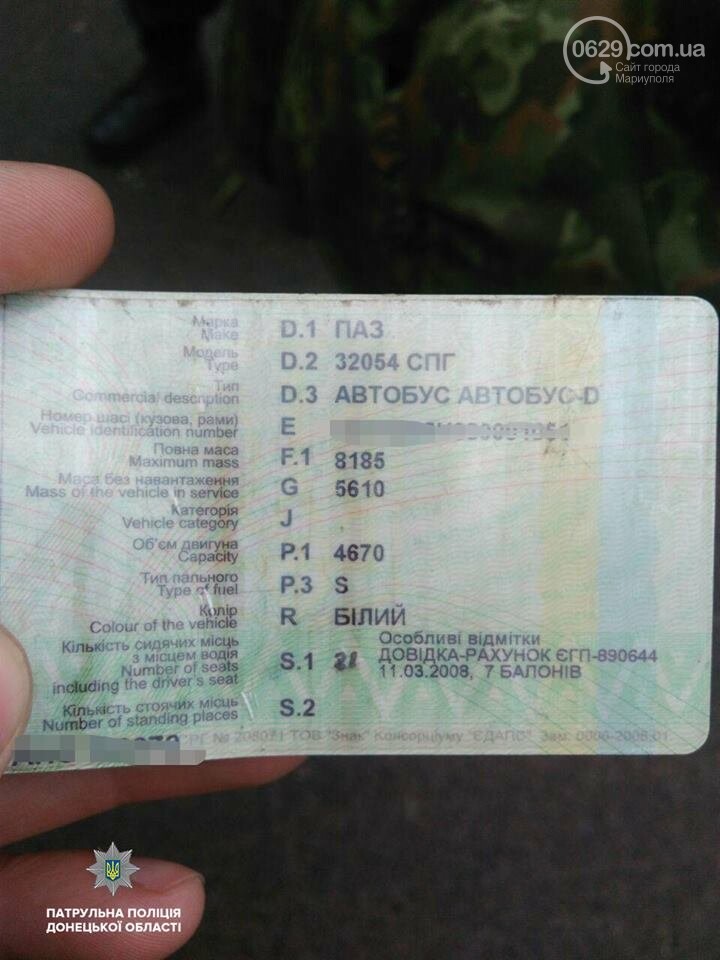 0629.com.ua
Сайт города
Мариуполя
Марка
Make
D.1 ПАЗ
Модель
Type
D.2 32054 СПГ
Тип
Commercial description
D.3 АВТОБУС АВТОБУС-D
Номер шасі (кузова, рами)
Vehicle identification number
E
Повна маса
Maximum mass
F.1 8185
Маса без навантаження
Mass of the vehicle in service
G 5610
Категорія
Vehicle category
J
Об'єм двигуна
Capacity
P.1 4670
Тип пального
Type of fuel
P.3 S
Колір
Colour of the vehicle
R БІЛИЙ
Кількість сидячих місць
з місцем водія
Number of seats
including the driver's seat
S.1
Особливі відмітки
ДОВІДКА-РАХУНОК ЄГП-890644
11.03.2008, 7 БАЛОНІВ
Кількість стоячих місць
Number of standing places
S.2
ТОВ "Знак" Консорціуму "ЄДАПС"
ПАТРУЛЬНА ПОЛІЦІЯ
ДОНЕЦЬКОЇ ОБЛАСТІ